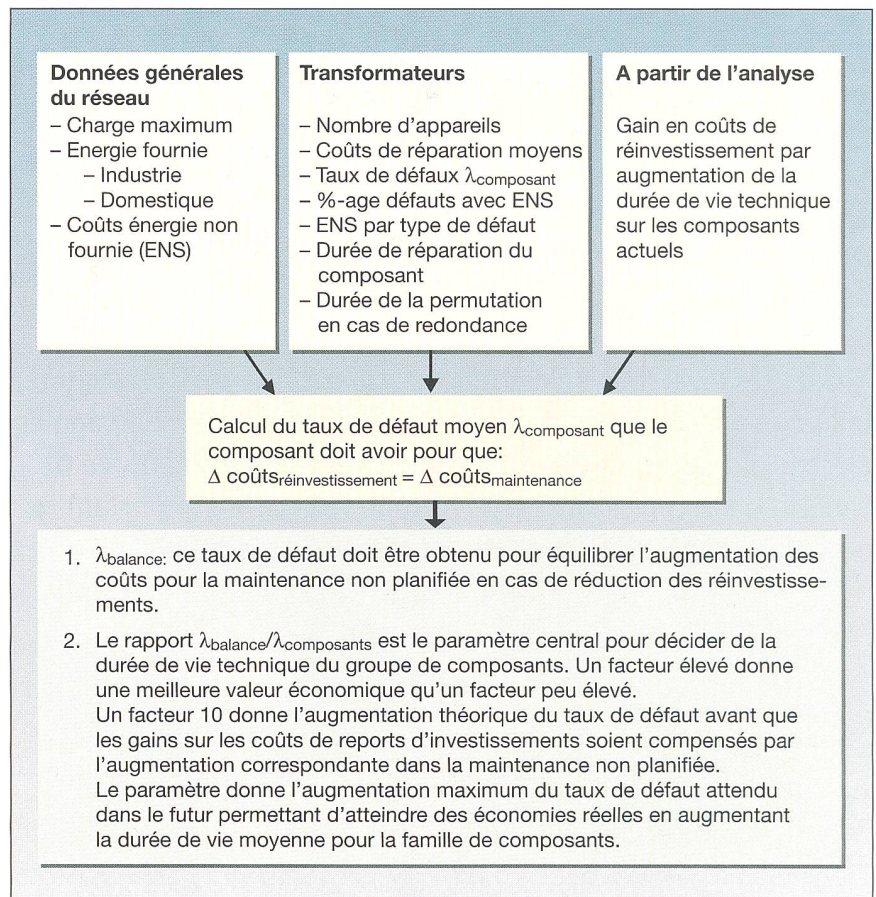 Données générales
du réseau
– Charge maximum
– Energie fournie
– Industrie
– Domestique
– Coûts énergie non
fournie (ENS)
Transformateurs
– Nombre d'appareils
– Coûts de réparation moyens
– Taux de défaux λcomposant
– %-age défauts avec ENS
– ENS par type de défaut
– Durée de réparation du
composant
– Durée de la permutation
en cas de redondance
A partir de l'analyse
Gain en coûts de
réinvestissement par
augmentation de la
durée de vie technique
sur les composants
actuels
Calcul du taux de défaut moyen λcomposant que le
composant doit avoir pour que:
Δ coûtsréinvestissement = Δ coûtsmaintenance
1. λbalance: ce taux de défaut doit être obtenu pour équilibrer l'augmentation des
coûts pour la maintenance non planifiée en cas de réduction des réinvestisse-
ments.
2. Le rapport λbalance/λcomposants est le paramètre central pour décider de la
durée de vie technique du groupe de composants. Un facteur élevé donne
une meilleure valeur économique qu'un facteur peu élevé.
Un facteur 10 donne l'augmentation théorique du taux de défaut avant que
les gains sur les coûts de reports d'investissements soient compensés par
l'augmentation correspondante dans la maintenance non planifiée.
Le paramètre donne l'augmentation maximum du taux de défaut attendu
dans le futur permettant d'atteindre des économies réelles en augmentant
la durée de vie moyenne pour la famille de composants.